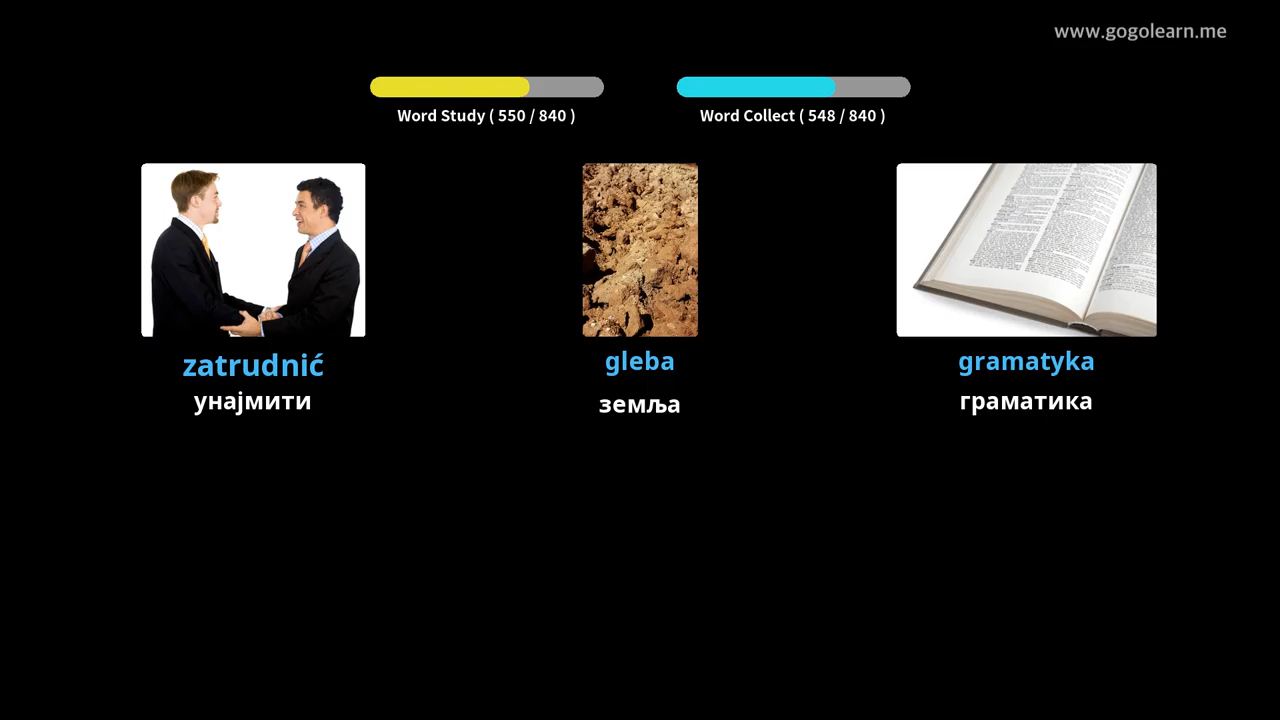 www.gogolearn.me
Word Study ( 550 / 840 )
Word Collect ( 548 / 840 )
zatrudnić
унајмити
gleba
земља
gramatyka
граматика